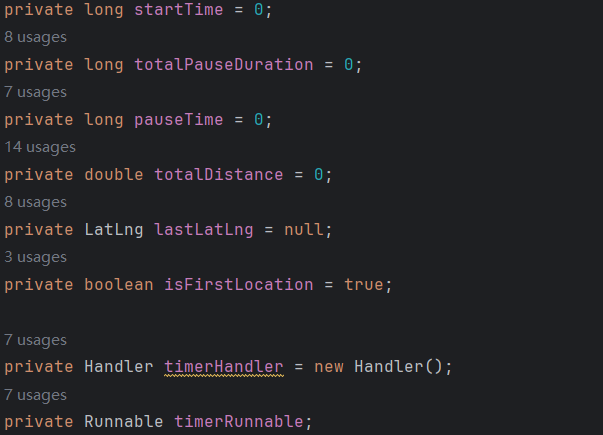 private long startTime = 0;
8 usages
private long totalPauseDuration = 0;
7 usages
private long pauseTime = 0;
14 usages
private double totalDistance = 0;
8 usages
private LatLng lastLatLng = null;
3 usages
private boolean isFirstLocation = true;
7 usages
private Handler timerHandler = new Handler();
7 usages
private Runnable timerRunnable;